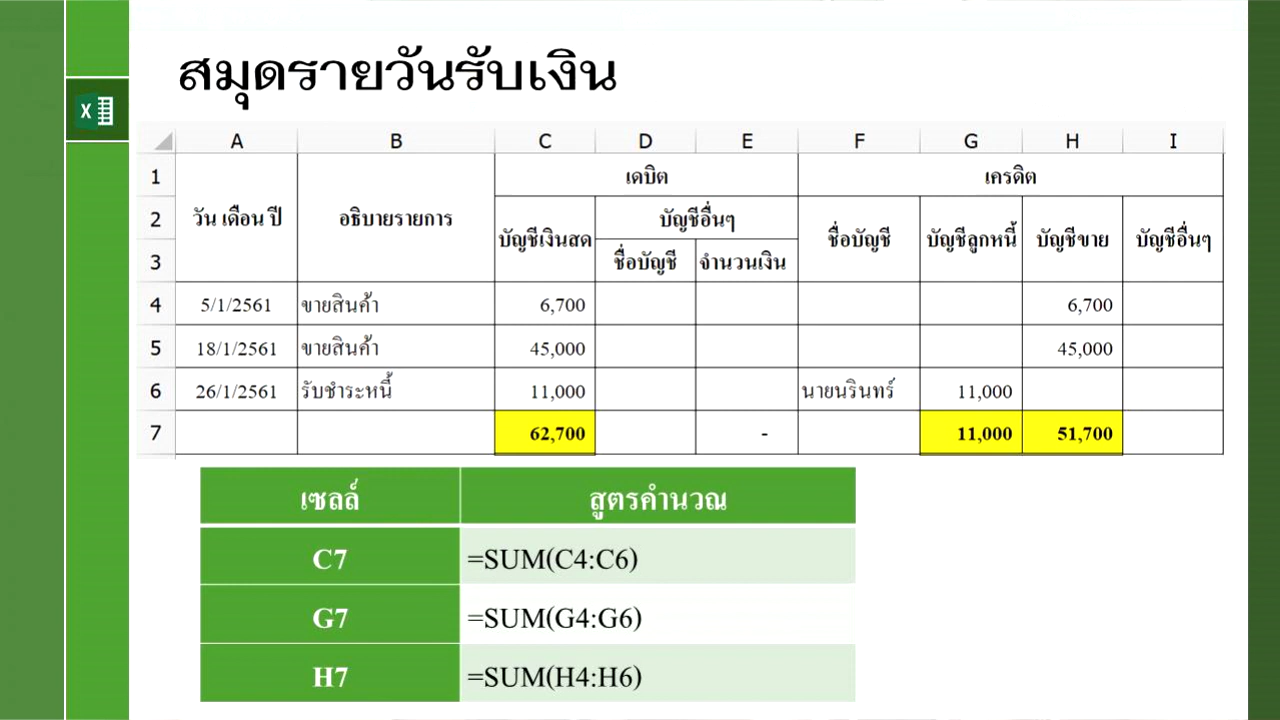 สมุดรายวันรับเงิน
X
A B C D E F G H I
1 เดบิต เครดิต
2 วัน เดือน ปี อธิบายรายการ บัญชีเงินสด บัญชีอื่นๆ ชื่อบัญชี บัญชีลูกหนี้ บัญชีขาย บัญชีอื่นๆ
3 ชื่อบัญชี จำนวนเงิน
4 5/1/2561 ขายสินค้า 6,700 6,700
5 18/1/2561 ขายสินค้า 45,000 45,000
6 26/1/2561 รับชำระหนี้ 11,000 นายนรินทร์ 11,000
7 62,700 - 11,000 51,700
เซลล์ สูตรคำนวณ
C7 =SUM(C4:C6)
G7 =SUM(G4:G6)
H7 =SUM(H4:H6)